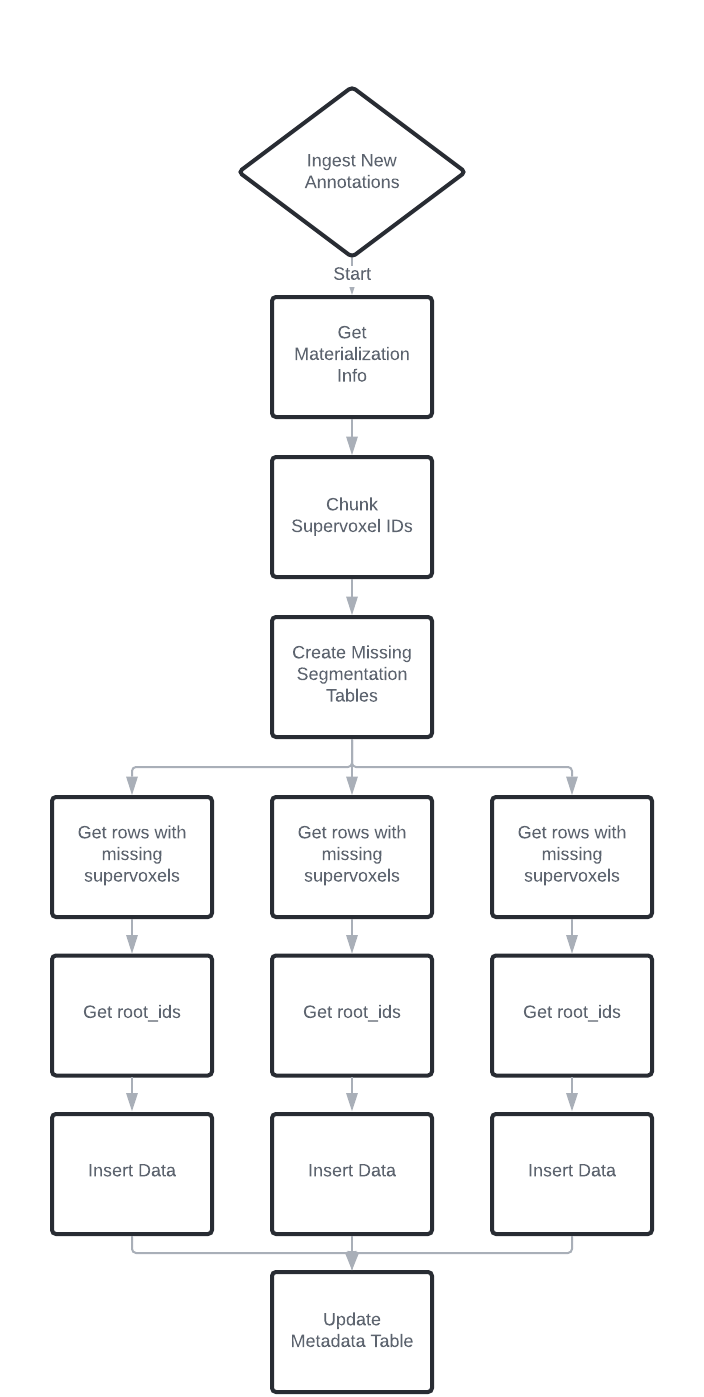 Ingest New
Annotations
Start
Get
Materialization
Info
Chunk
Supervoxel IDs
Create Missing
Segmentation
Tables
Get rows with
missing
supervoxels
Get rows with
missing
supervoxels
Get rows with
missing
supervoxels
Get root_ids
Get root_ids
Get root_ids
Insert Data
Insert Data
Insert Data
Update
Metadata Table